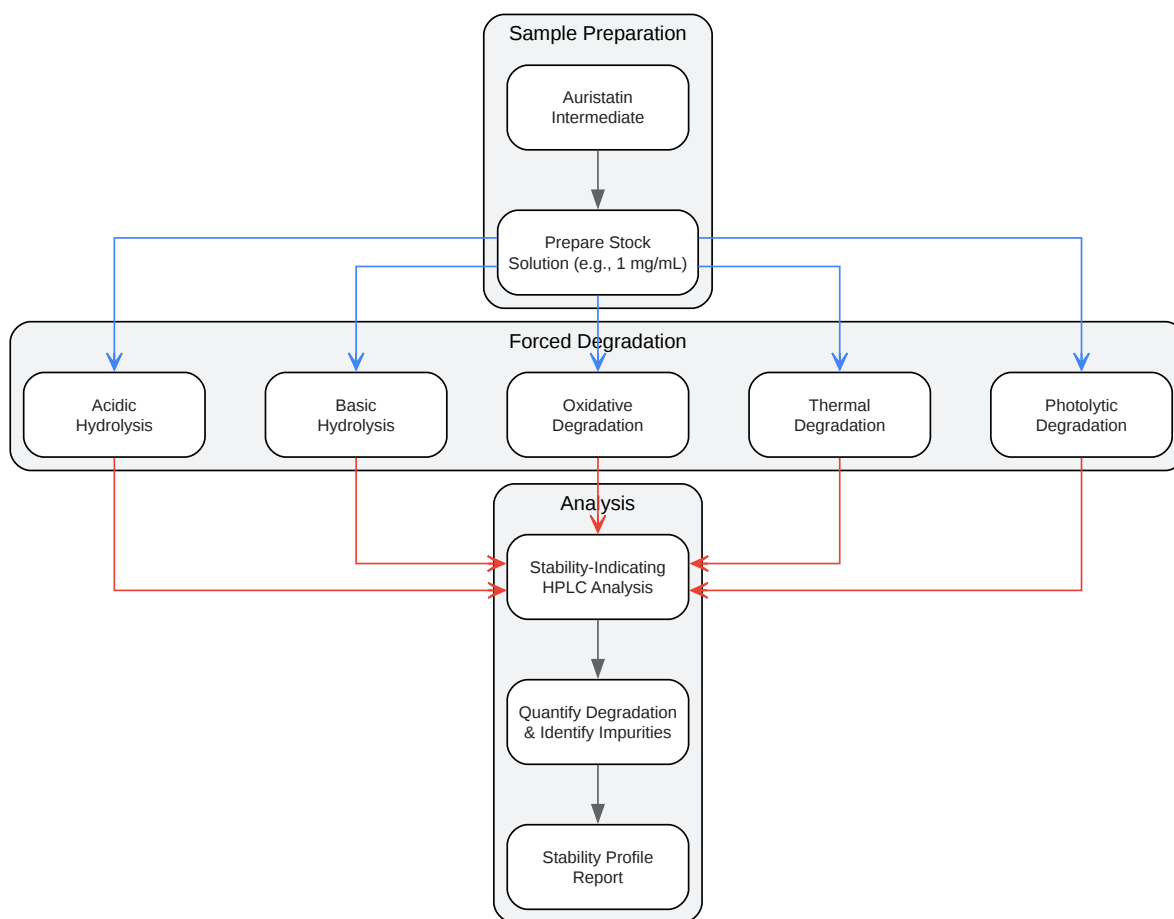 Sample Preparation
Auristatin
Intermediate
Prepare Stock
Solution (e.g., 1 mg/mL)
Forced Degradation
Acidic
Hydrolysis
Basic
Hydrolysis
Oxidative
Degradation
Thermal
Degradation
Photolytic
Degradation
Analysis
Stability-Indicating
HPLC Analysis
Quantify Degradation
& Identify Impurities
Stability Profile
Report